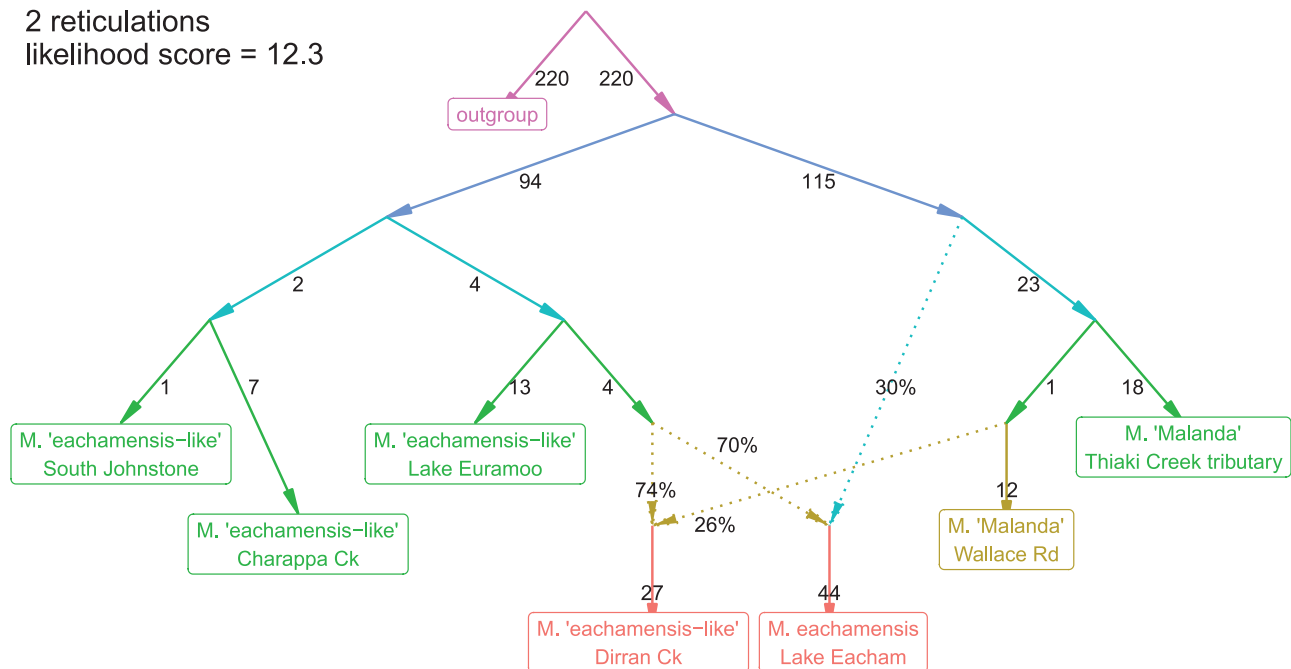 2 reticulations
likelihood score = 12.3
220
220
outgroup
94
115
2
4
23
30%
1
7
13
4
1
18
M. 'eachamensis−like'
South Johnstone
M. 'eachamensis−like'
Lake Euramoo
M. 'Malanda'
Thiaki Creek tributary
70%
74%
26%
12
M. 'eachamensis−like'
Charappa Ck
M. 'Malanda'
Wallace Rd
27
44
M. 'eachamensis−like'
Dirran Ck
M. eachamensis
Lake Eacham